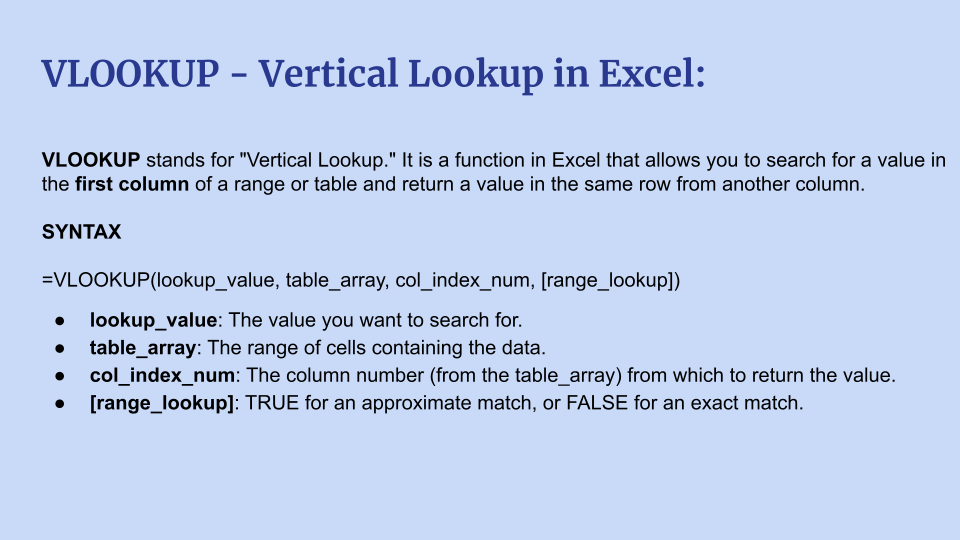 VLOOKUP - Vertical Lookup in Excel:
VLOOKUP stands for "Vertical Lookup." It is a function in Excel that allows you to search for a value in
the first column of a range or table and return a value in the same row from another column.
SYNTAX
=VLOOKUP(lookup_value, table_array, col_index_num, [range_lookup])
● lookup_value: The value you want to search for.
● table_array: The range of cells containing the data.
● col_index_num: The column number (from the table_array) from which to return the value.
● [range_lookup]: TRUE for an approximate match, or FALSE for an exact match.